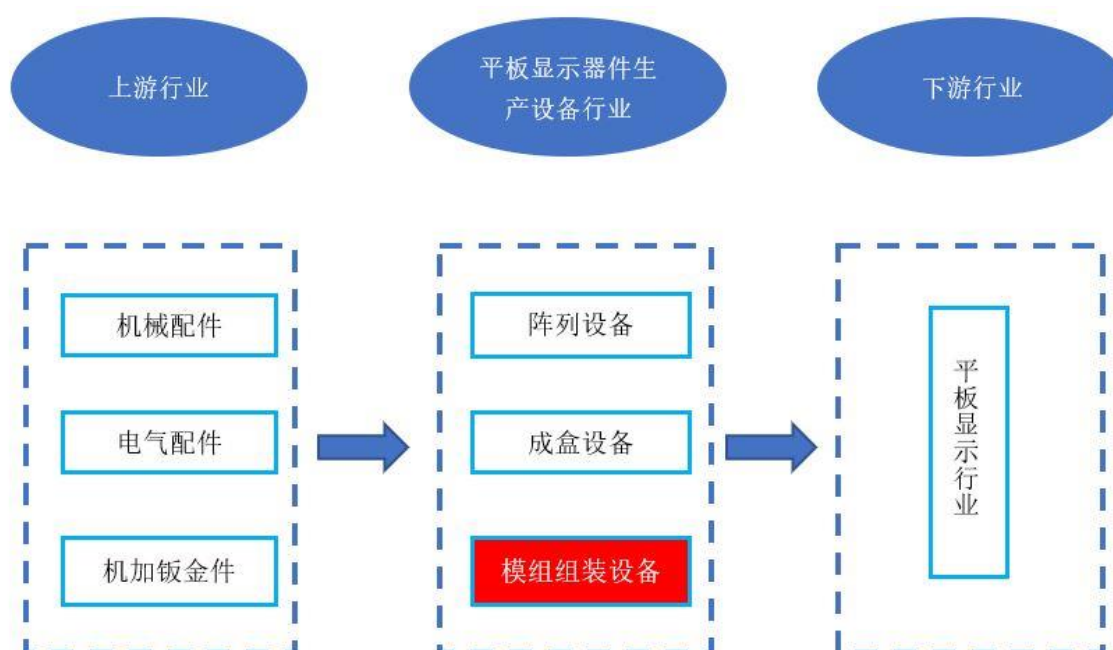 上游行业
平板显示器件生
产设备行业
下游行业
机械配件
电气配件
机加钣金件
阵列设备
成盒设备
模组组装设备
平板显示行业